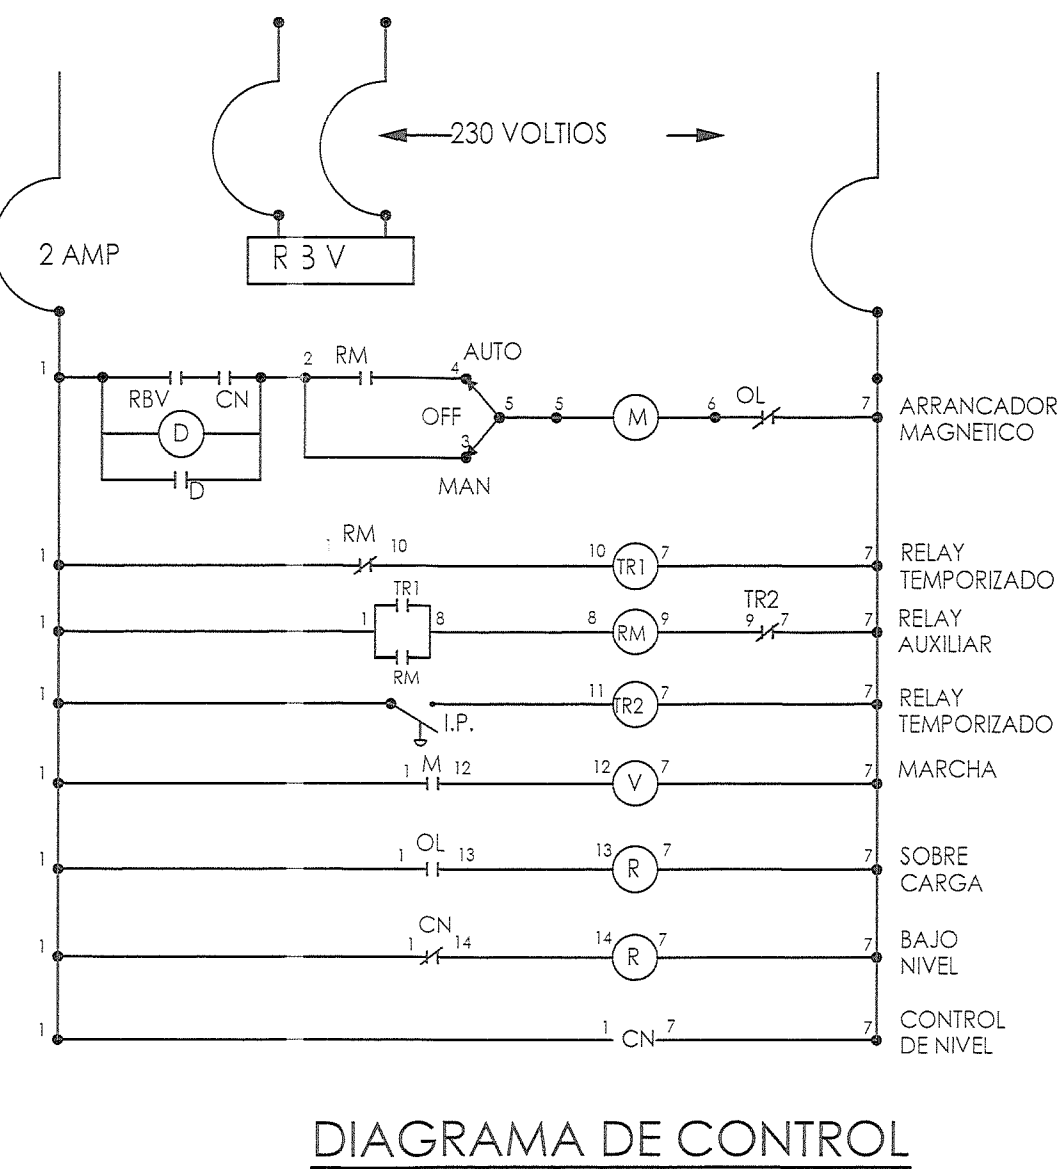 230 VOLTIOS
2 AMP
RBV
1 RBV CN 2 RM 4 AUTO
OFF 5 5 M 6 OL 7 ARRANCADOR
MAGNETICO
D
3
MAN
D
1 1 RM 10 10 TR1 7 7 RELAY
TEMPORIZADO
TR1
1 1 8 8 RM 9 TR2 9 7 7 RELAY
AUXILIAR
RM
1 I.P. 11 TR2 7 7 RELAY
TEMPORIZADO
1 1 M 12 12 V 7 7 MARCHA
1 1 OL 13 13 R 7 7 SOBRE
CARGA
1 1 CN 14 14 R 7 7 BAJO
NIVEL
1 1 CN 7 7 CONTROL
DE NIVEL
DIAGRAMA DE CONTROL